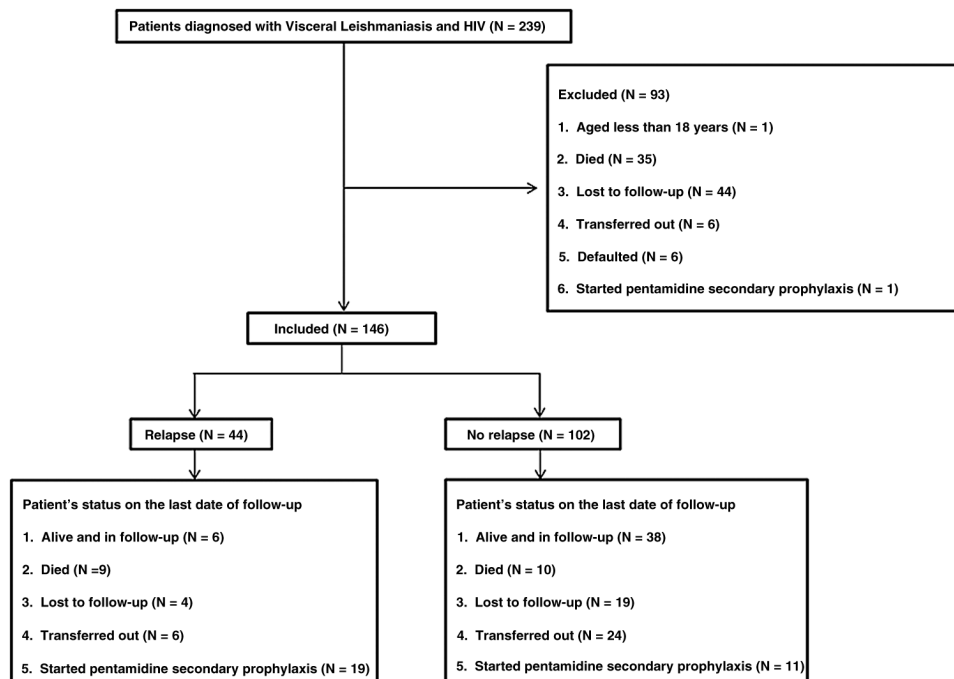 Patients diagnosed with Visceral Leishmaniasis and HIV (N = 239)
Excluded (N = 93)
1. Aged less than 18 years (N = 1)
2. Died (N = 35)
3. Lost to follow-up (N = 44)
4. Transferred out (N = 6)
5. Defaulted (N = 6)
6. Started pentamidine secondary prophylaxis (N = 1)
Included (N = 146)
Relapse (N = 44)
No relapse (N = 102)
Patient's status on the last date of follow-up
1. Alive and in follow-up (N = 6)
2. Died (N =9)
3. Lost to follow-up (N = 4)
4. Transferred out (N = 6)
5. Started pentamidine secondary prophylaxis (N = 19)
Patient's status on the last date of follow-up
1. Alive and in follow-up (N = 38)
2. Died (N = 10)
3. Lost to follow-up (N = 19)
4. Transferred out (N = 24)
5. Started pentamidine secondary prophylaxis (N = 11)